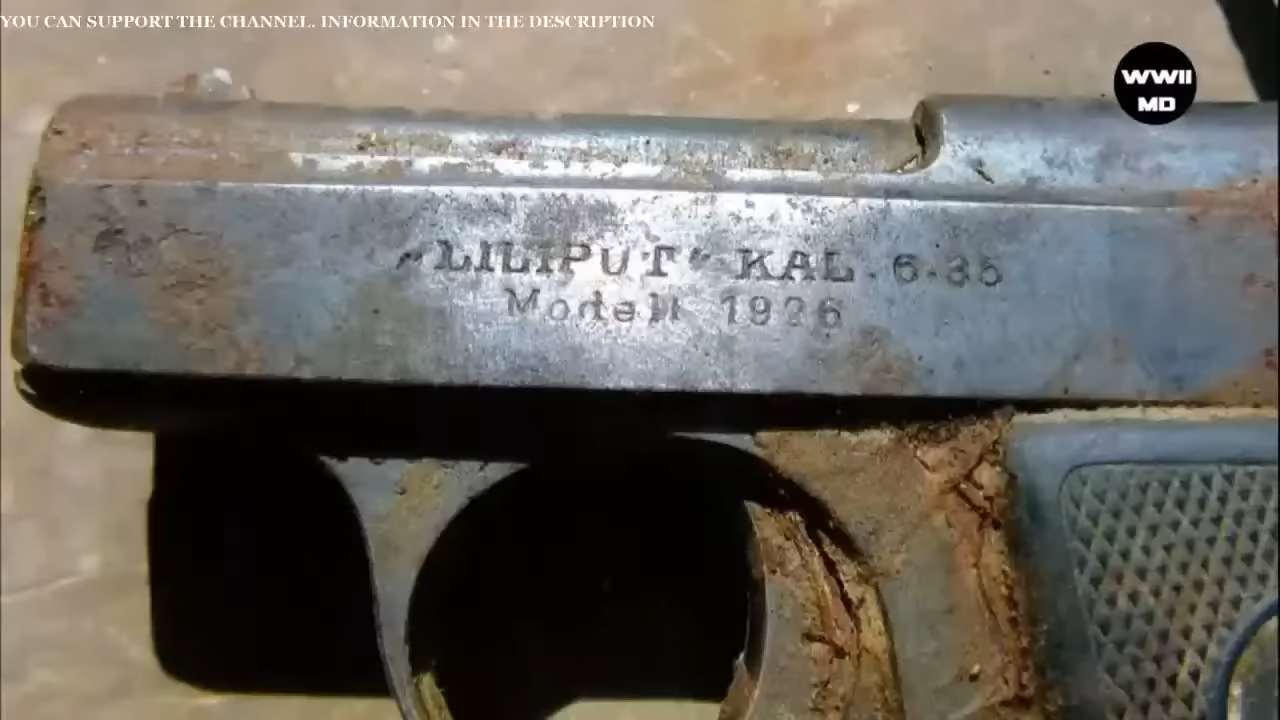 YOU CAN SUPPORT THE CHANNEL. INFORMATION IN THE DESCRIPTION
WWII
MD
„LILIPUT“ KAL. 6.35
Modell 1926